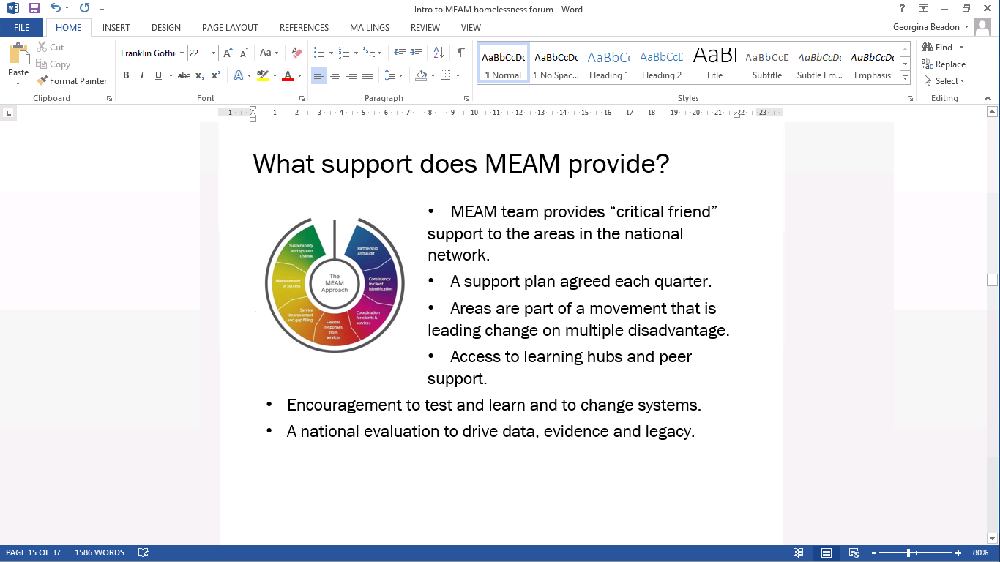 Intro to MEAM homelessness forum - Word
?
FILE HOME INSERT DESIGN PAGE LAYOUT REFERENCES MAILINGS REVIEW VIEW
Georgina Beadon
Paste
Cut
Copy
Format Painter
Clipboard
Franklin Gothi 22
Aa
B I U abc x₂ x² A ab A
Font
Paragraph
AaBbCcDc AaBbCcDc AaBbCc AaBbCcD AaBl AaBbCcD AaBbCcDc AaBbCcDc
¶ Normal ¶ No Spac... Heading 1 Heading 2 Title Subtitle Subtle Em... Emphasis
Styles
Find
Replace
Select
Editing
1 1 2 3 4 5 6 7 8 9 10 11 12 13 14 15 16 17 18 19 20 21 22 23
What support does MEAM provide?
Sustainability
and systems
change
Partnership
and audit
Measurement
of success
The
MEAM
Approach
Consistency
in client
identification
Service
improvement
and gap filling
Flexible
responses
from
services
Coordination
for clients &
services
• MEAM team provides “critical friend”
support to the areas in the national
network.
• A support plan agreed each quarter.
• Areas are part of a movement that is
leading change on multiple disadvantage.
• Access to learning hubs and peer
support.
• Encouragement to test and learn and to change systems.
• A national evaluation to drive data, evidence and legacy.
PAGE 15 OF 37 1586 WORDS
80%